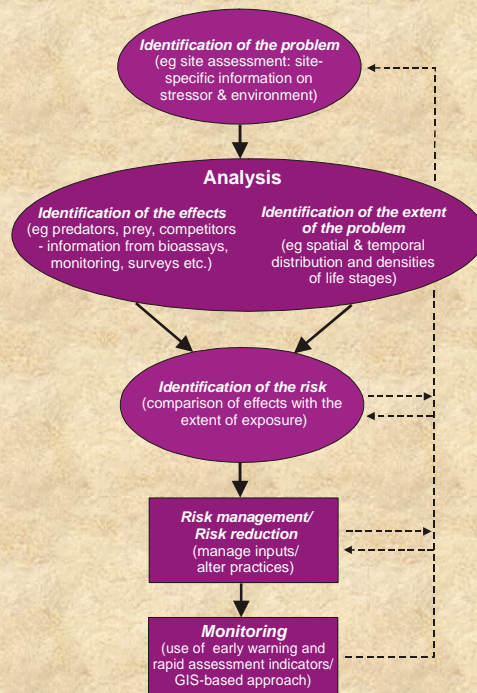 Identification of the problem
(eg site assessment: site-
specific information on
stressor & environment)
Analysis
Identification of the effects
(eg predators, prey, competitors
- information from bioassays,
monitoring, surveys etc.)
Identification of the extent
of the problem
(eg spatial & temporal
distribution and densities
of life stages)
Identification of the risk
(comparison of effects with the
extent of exposure)
Risk management/
Risk reduction
(manage inputs/
alter practices)
Monitoring
(use of early warning and
rapid assessment indicators/
GIS-based approach)